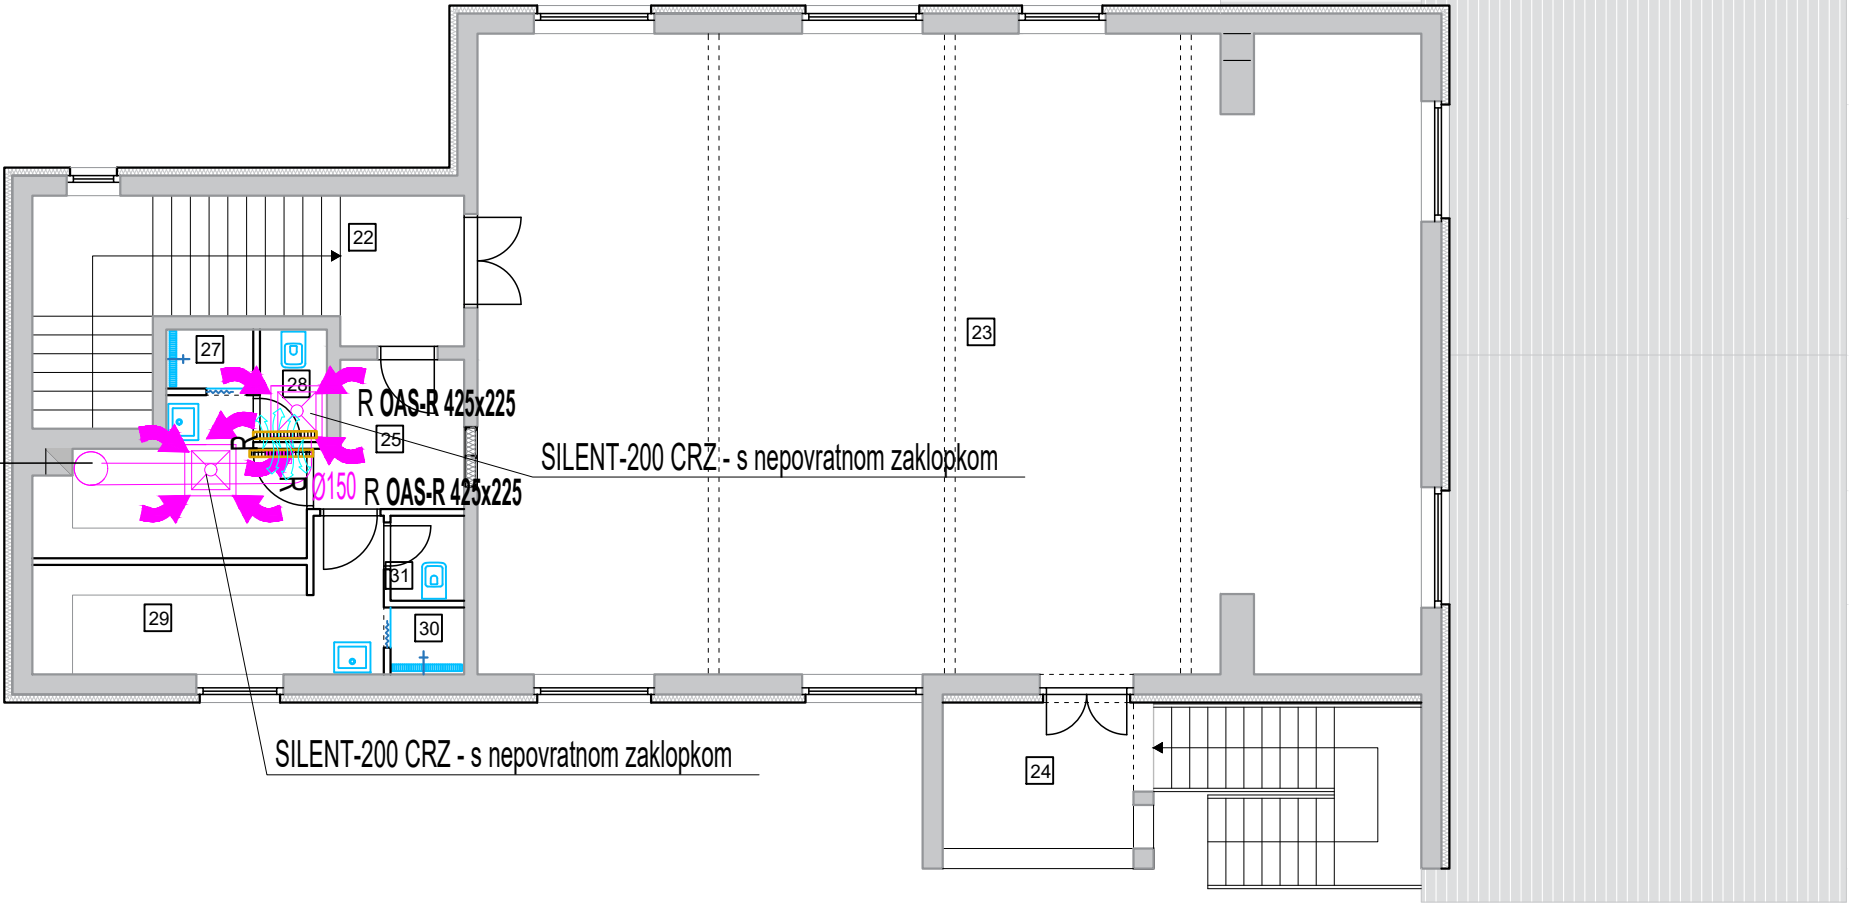 22
23
27
28
R OAS-R 425x225
25
R
SILENT-200 CRZ - s nepovratnom zaklopkom
R
Ø150
R OAS-R 425x225
31
29
30
SILENT-200 CRZ - s nepovratnom zaklopkom
24